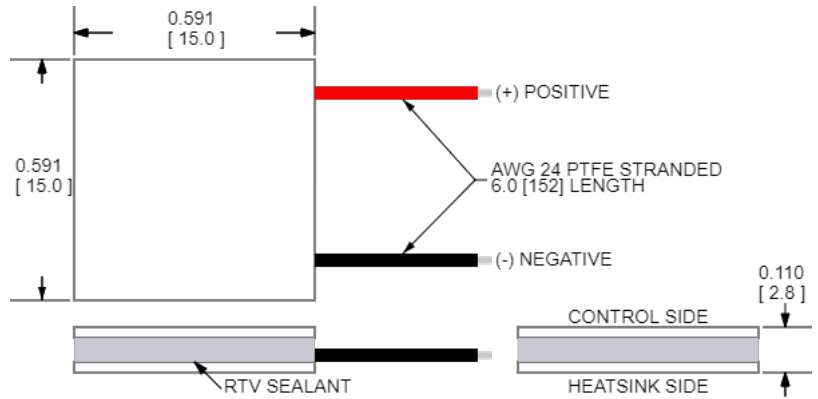 0.591
[ 15.0 ]
(+) POSITIVE
0.591
[ 15.0 ]
AWG 24 PTFE STRANDED
6.0 [152] LENGTH
(-) NEGATIVE
0.110
[ 2.8 ]
CONTROL SIDE
RTV SEALANT
HEATSINK SIDE